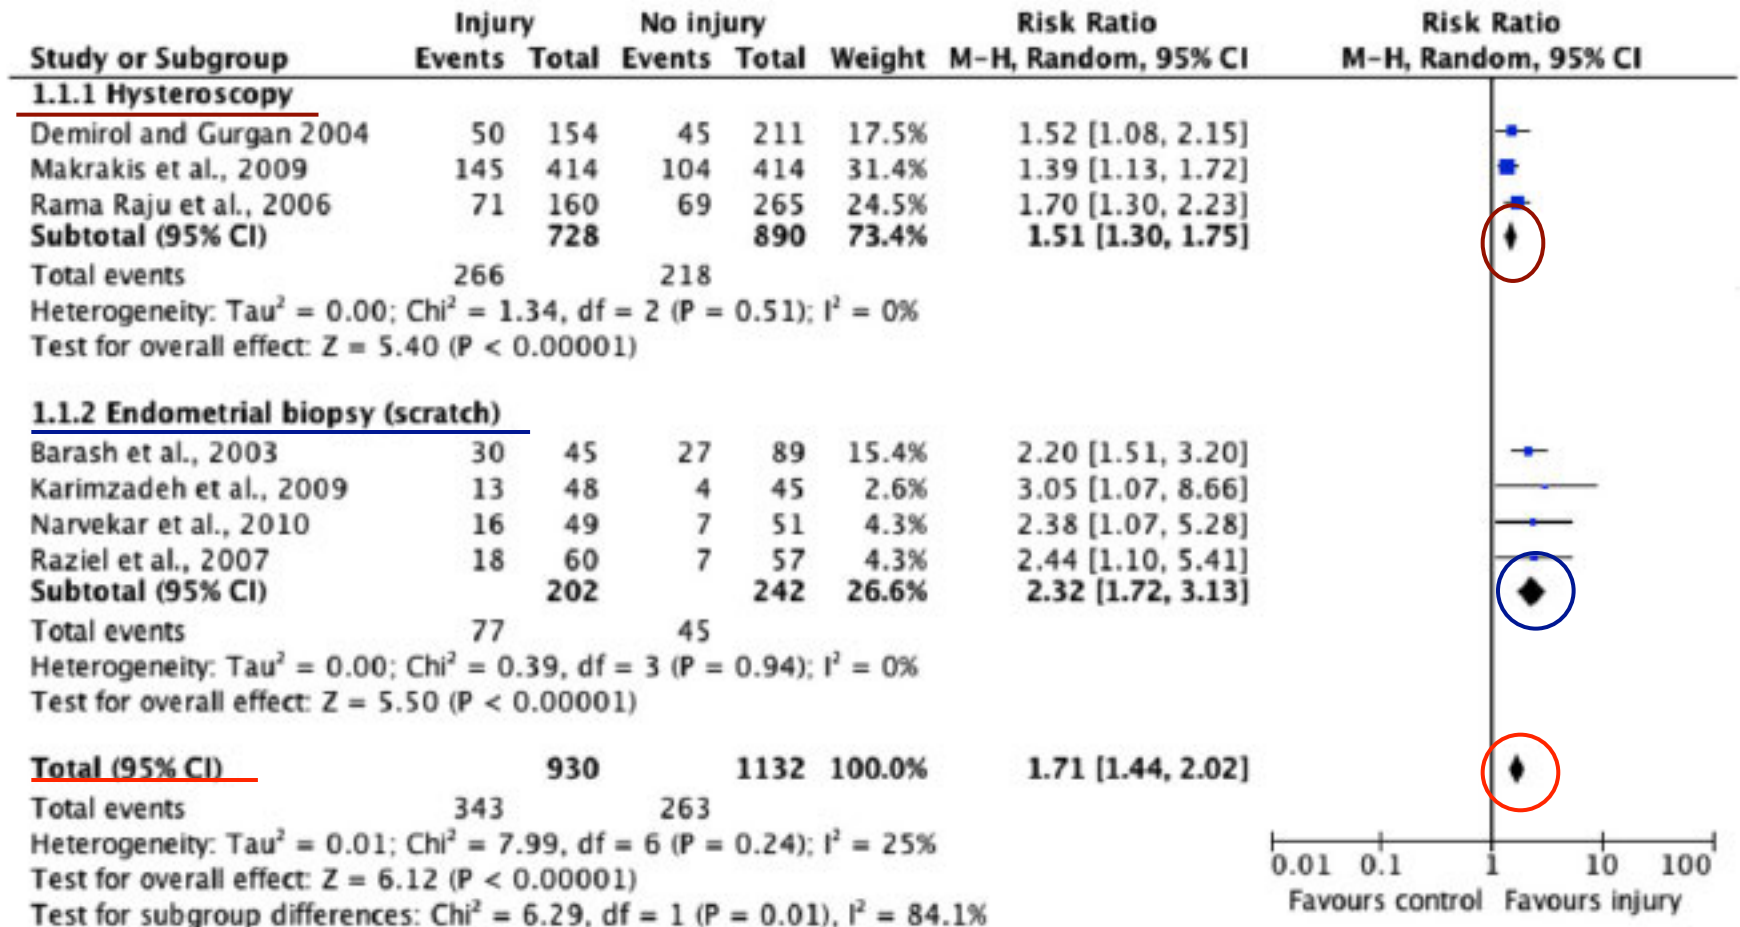 Injury No injury Risk Ratio Risk Ratio
Study or Subgroup Events Total Events Total Weight M-H, Random, 95% CI M-H, Random, 95% CI
1.1.1 Hysteroscopy
Demirol and Gurgan 2004 50 154 45 211 17.5% 1.52 [1.08, 2.15]
Makrakis et al., 2009 145 414 104 414 31.4% 1.39 [1.13, 1.72]
Rama Raju et al., 2006 71 160 69 265 24.5% 1.70 [1.30, 2.23]
Subtotal (95% CI) 728 890 73.4% 1.51 [1.30, 1.75]
Total events 266 218
Heterogeneity: Tau² = 0.00; Chi² = 1.34, df = 2 (P = 0.51); I² = 0%
Test for overall effect: Z = 5.40 (P < 0.00001)
1.1.2 Endometrial biopsy (scratch)
Barash et al., 2003 30 45 27 89 15.4% 2.20 [1.51, 3.20]
Karimzadeh et al., 2009 13 48 4 45 2.6% 3.05 [1.07, 8.66]
Narvekar et al., 2010 16 49 7 51 4.3% 2.38 [1.07, 5.28]
Raziel et al., 2007 18 60 7 57 4.3% 2.44 [1.10, 5.41]
Subtotal (95% CI) 202 242 26.6% 2.32 [1.72, 3.13]
Total events 77 45
Heterogeneity: Tau² = 0.00; Chi² = 0.39, df = 3 (P = 0.94); I² = 0%
Test for overall effect: Z = 5.50 (P < 0.00001)
Total (95% CI) 930 1132 100.0% 1.71 [1.44, 2.02]
Total events 343 263
Heterogeneity: Tau² = 0.01; Chi² = 7.99, df = 6 (P = 0.24); I² = 25%
Test for overall effect: Z = 6.12 (P < 0.00001)
Test for subgroup differences: Chi² = 6.29, df = 1 (P = 0.01), I² = 84.1%
0.01 0.1 1 10 100
Favours control Favours injury